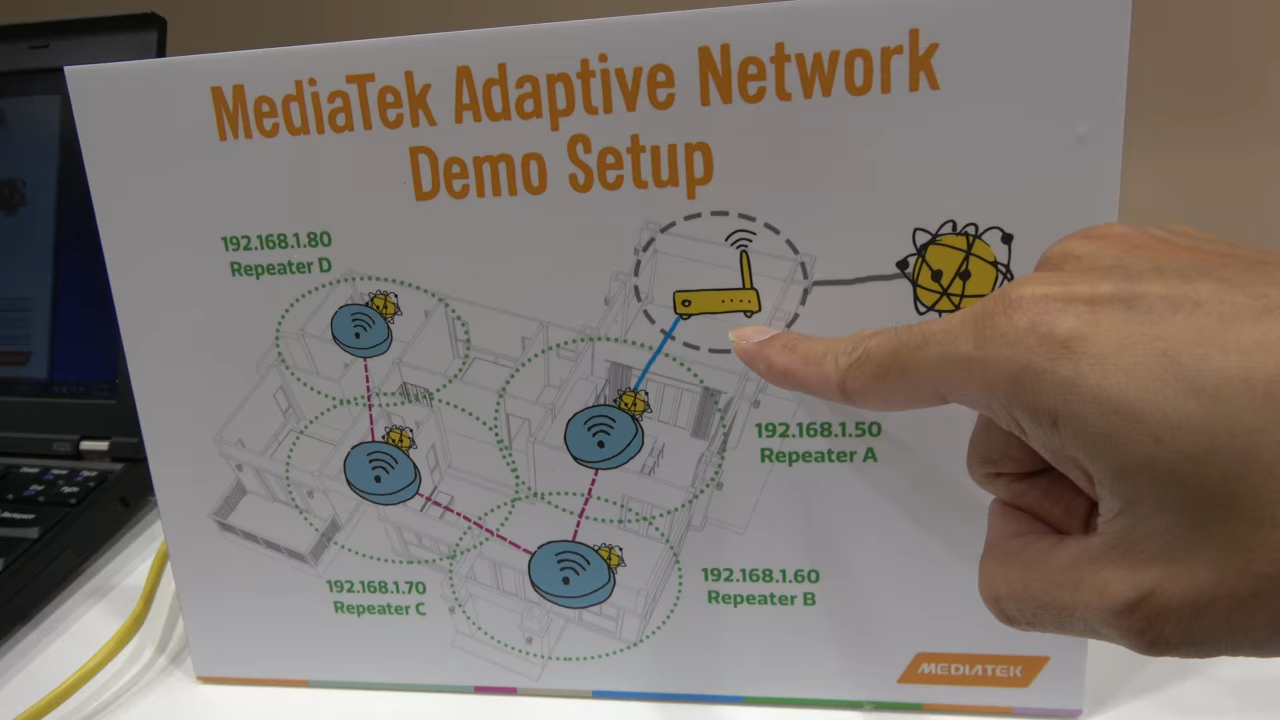 MediaTek Adaptive Network
Demo Setup
192.168.1.80
Repeater D
192.168.1.50
Repeater A
192.168.1.70
Repeater C
192.168.1.60
Repeater B
MEDIATEK